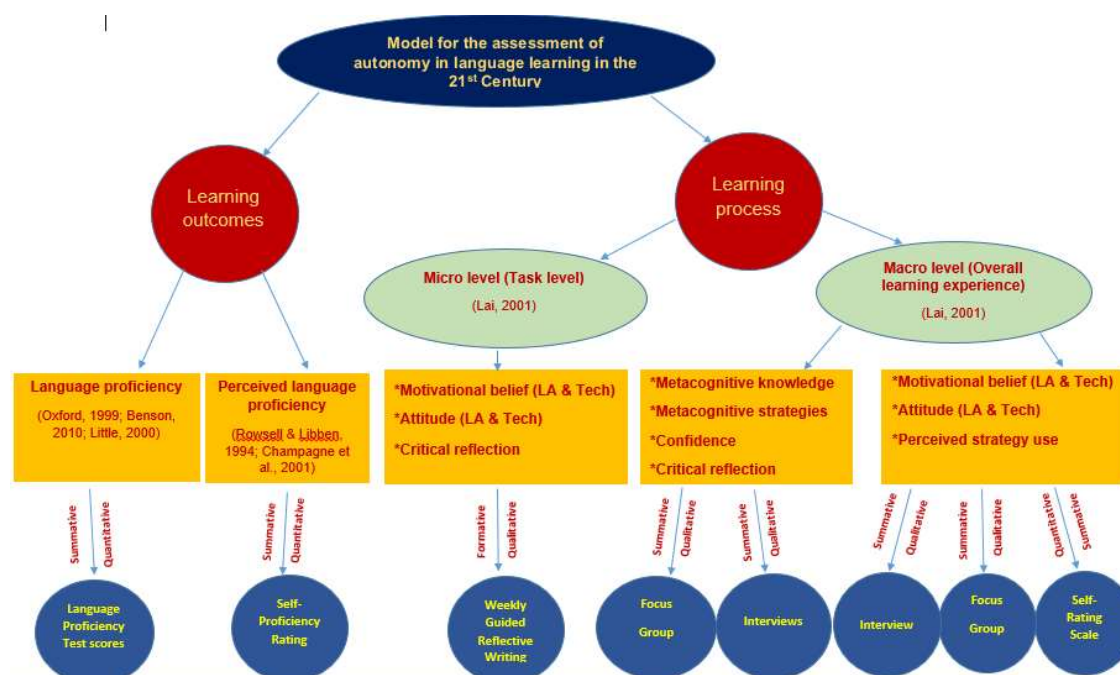 Model for the assessment of
autonomy in language learning in the
21st Century
Learning
outcomes
Learning
process
Micro level (Task level)
(Lai, 2001)
Macro level (Overall
learning experience)
(Lai, 2001)
Language proficiency
(Oxford, 1999; Benson,
2010; Little, 2000)
Perceived language
proficiency
(Rowsell & Libben,
1994; Champagne et
al., 2001)
*Motivational belief (LA & Tech)
*Attitude (LA & Tech)
*Critical reflection
*Metacognitive knowledge
*Metacognitive strategies
*Confidence
*Critical reflection
*Motivational belief (LA & Tech)
*Attitude (LA & Tech)
*Perceived strategy use
Summative
Quantitative
Summative
Quantitative
Formative
Qualitative
Summative
Qualitative
Summative
Qualitative
Summative
Qualitative
Summative
Qualitative
Quantitative
Summative
Language
Proficiency
Test scores
Self-
Proficiency
Rating
Weekly
Guided
Reflective
Writing
Focus
Group
Interviews
Interview
Focus
Group
Self-
Rating
Scale